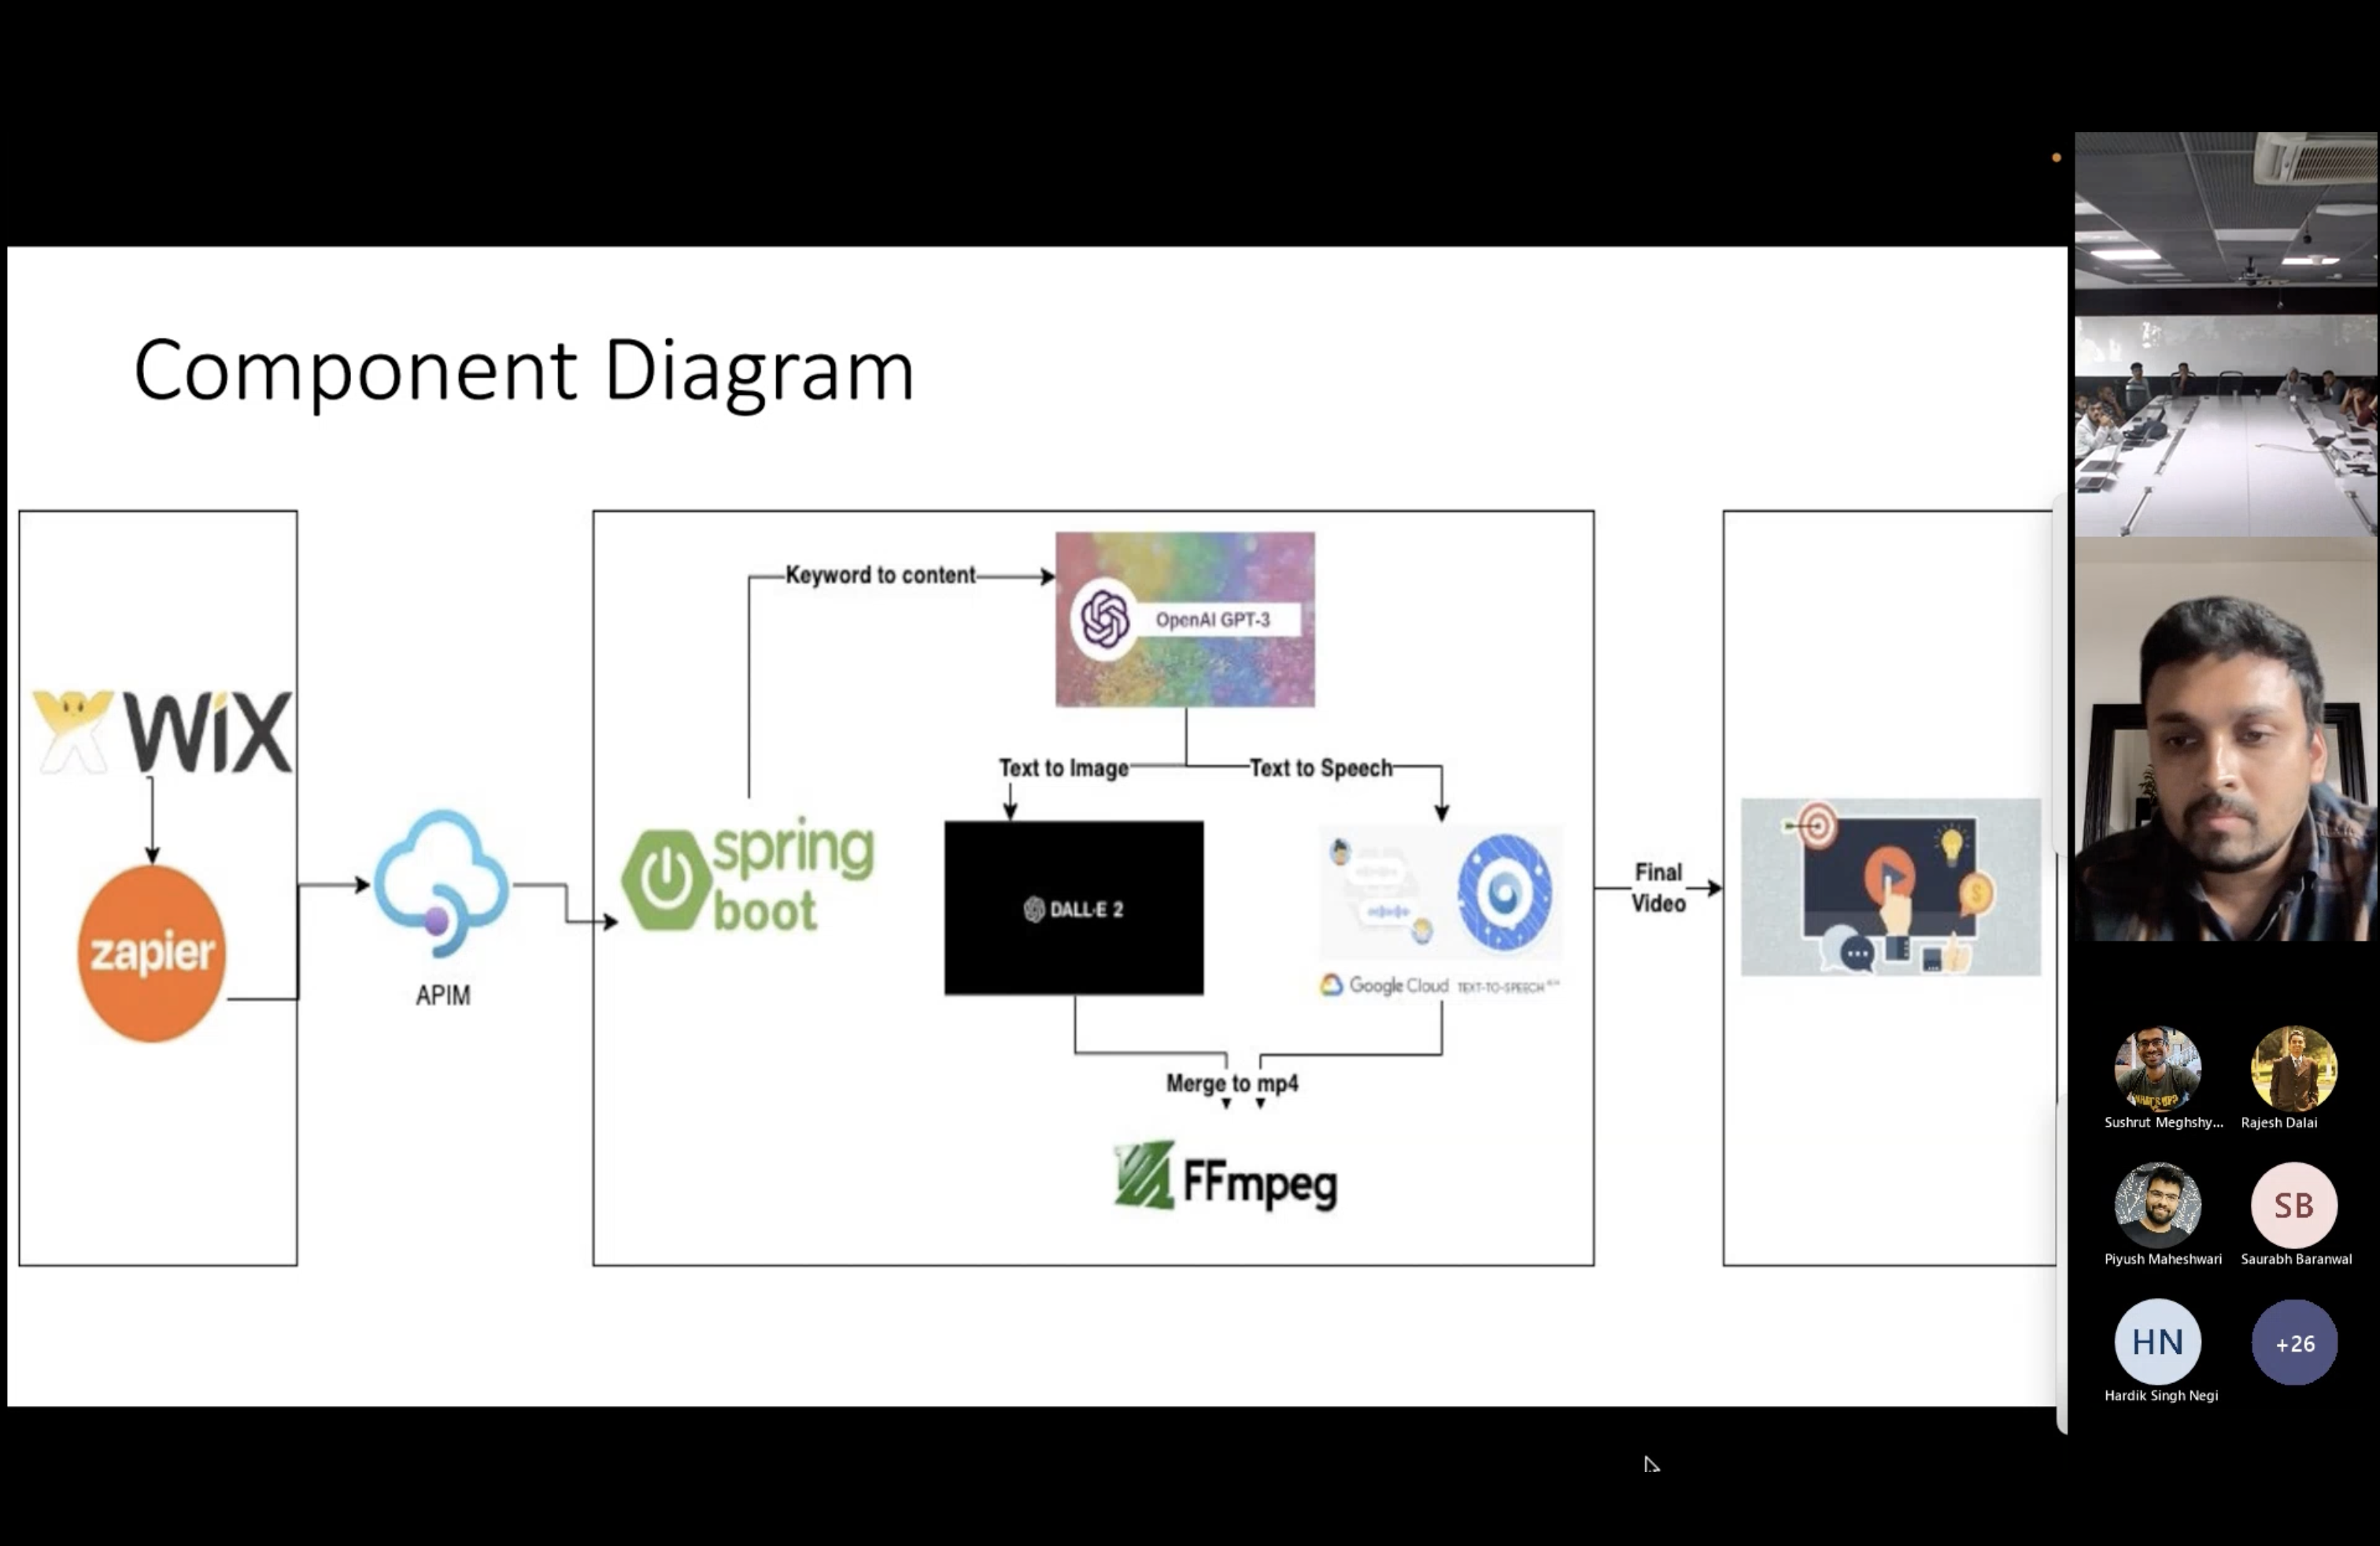 Component Diagram
WiX
zapier
APIM
Keyword to content
OpenAI GPT-3
Text to Image
Text to Speech
spring
boot
DALL·E 2
Google Cloud TEXT-TO-SPEECH
Merge to mp4
FFmpeg
Final
Video
Sushrut Meghshy...
Rajesh Dalai
Piyush Maheshwari
SB
Saurabh Baranwal
HN
Hardik Singh Negi
+26